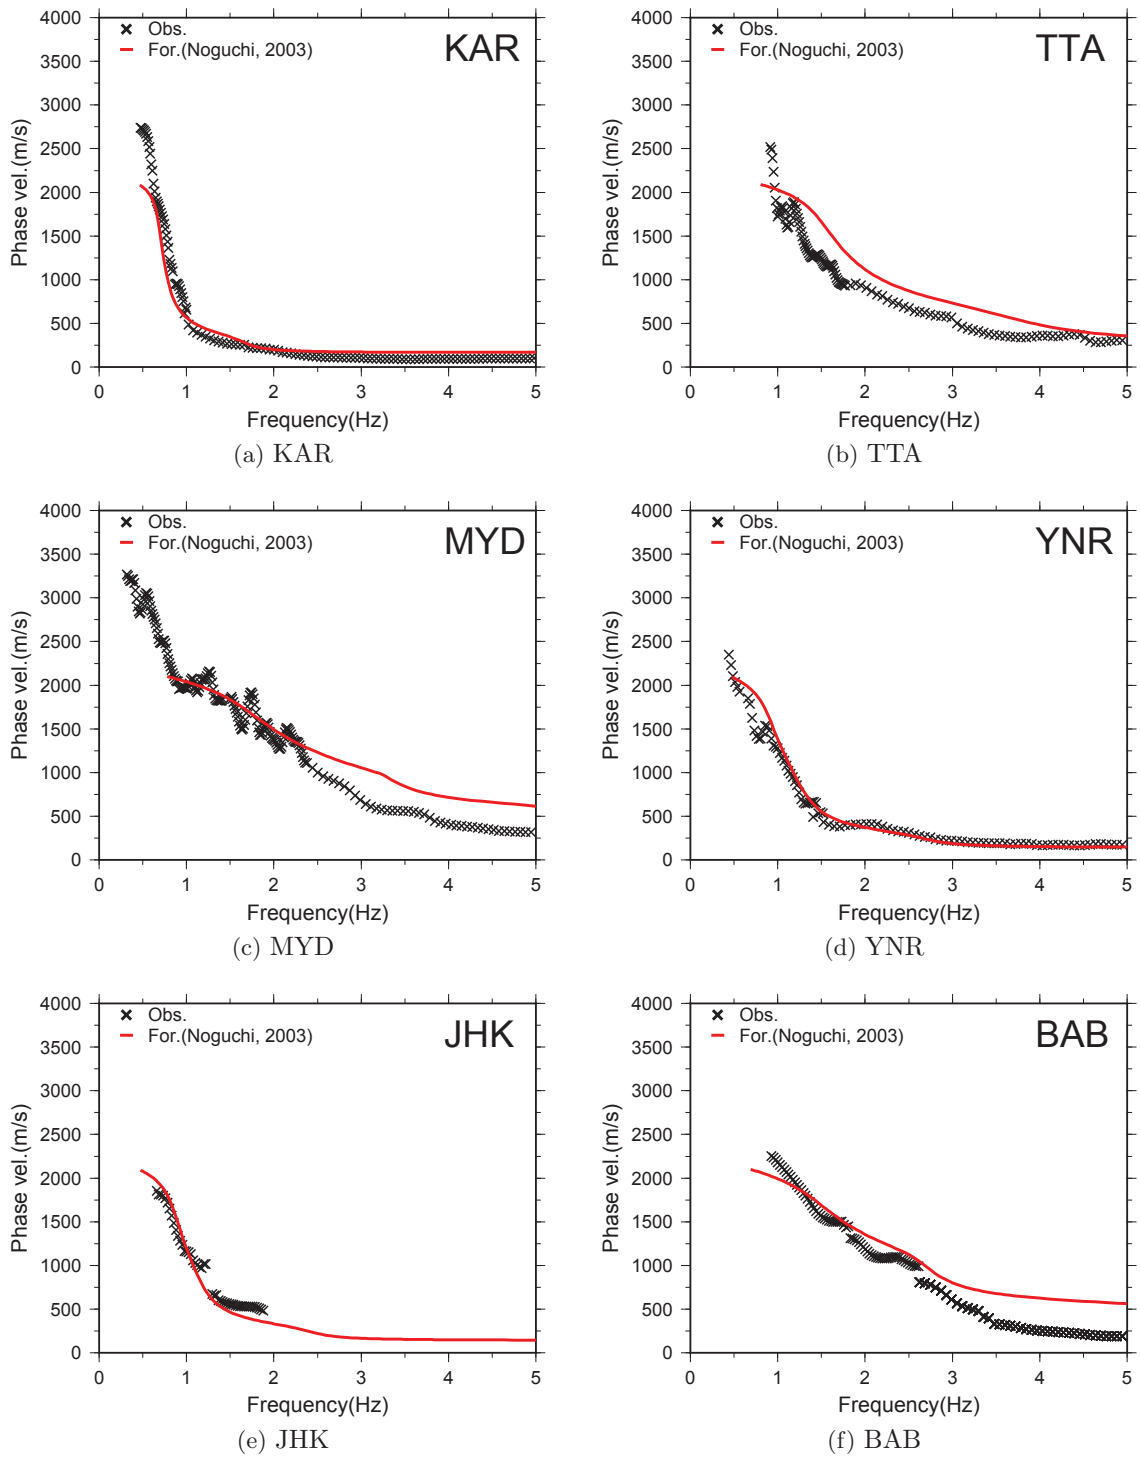 4000
3500
3000
2500
2000
1500
1000
500
0
Phase vel.(m/s)
Obs.
For.(Noguchi, 2003)
KAR
0 1 2 3 4 5
Frequency(Hz)
(a) KAR
4000
3500
3000
2500
2000
1500
1000
500
0
Phase vel.(m/s)
Obs.
For.(Noguchi, 2003)
TTA
0 1 2 3 4 5
Frequency(Hz)
(b) TTA
4000
3500
3000
2500
2000
1500
1000
500
0
Phase vel.(m/s)
Obs.
For.(Noguchi, 2003)
MYD
0 1 2 3 4 5
Frequency(Hz)
(c) MYD
4000
3500
3000
2500
2000
1500
1000
500
0
Phase vel.(m/s)
Obs.
For.(Noguchi, 2003)
YNR
0 1 2 3 4 5
Frequency(Hz)
(d) YNR
4000
3500
3000
2500
2000
1500
1000
500
0
Phase vel.(m/s)
Obs.
For.(Noguchi, 2003)
JHK
0 1 2 3 4 5
Frequency(Hz)
(e) JHK
4000
3500
3000
2500
2000
1500
1000
500
0
Phase vel.(m/s)
Obs.
For.(Noguchi, 2003)
BAB
0 1 2 3 4 5
Frequency(Hz)
(f) BAB